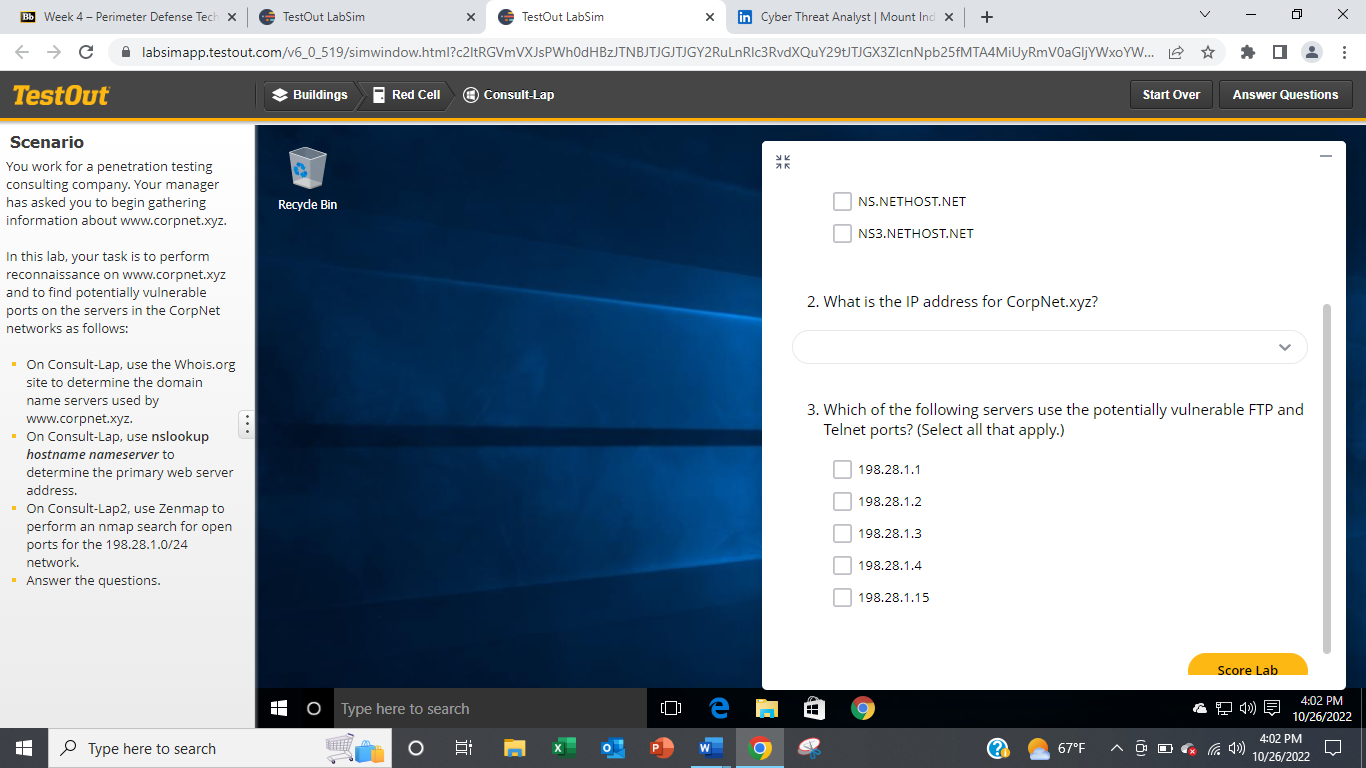 Week 4 – Perimeter Defense Tech
TestOut LabSim
TestOut LabSim
Cyber Threat Analyst | Mount Ind
labsimapp.testout.com/v6_0_519/simwindow.html?
TestOut
Buildings
Red Cell
Consult-Lap
Start Over
Answer Questions
Scenario
You work for a penetration testing
consulting company. Your manager
has asked you to begin gathering
information about www.corpnet.xyz.
In this lab, your task is to perform
reconnaissance on www.corpnet.xyz
and to find potentially vulnerable
ports on the servers in the CorpNet
networks as follows:
On Consult-Lap, use the Whois.org
site to determine the domain
name servers used by
www.corpnet.xyz.
On Consult-Lap, use nslookup
hostname nameserver to
determine the primary web server
address.
On Consult-Lap2, use Zenmap to
perform an nmap search for open
ports for the 198.28.1.0/24
network.
Answer the questions.
Recycle Bin
NS.NETHOST.NET
NS3.NETHOST.NET
2. What is the IP address for CorpNet.xyz?
3. Which of the following servers use the potentially vulnerable FTP and
Telnet ports? (Select all that apply.)
198.28.1.1
198.28.1.2
198.28.1.3
198.28.1.4
198.28.1.15
Score Lab
Type here to search
4:02 PM
10/26/2022
Type here to search
67°F
4:02 PM
10/26/2022